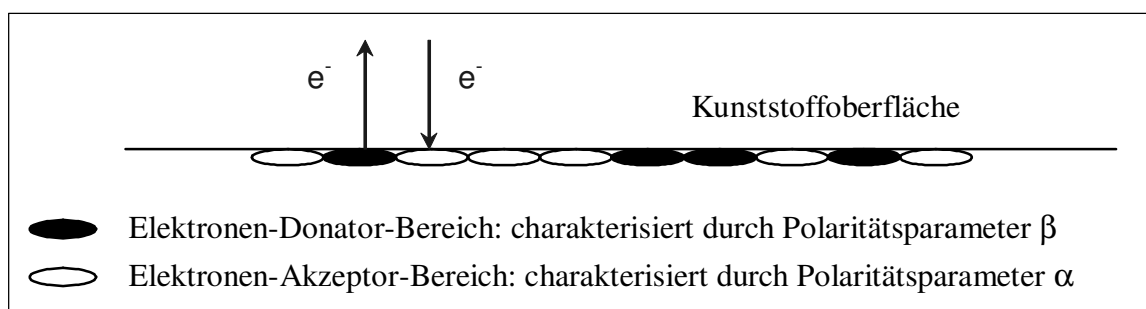 e⁻ e⁻
Kunststoffoberfläche
Elektronen-Donator-Bereich: charakterisiert durch Polaritätsparameter β
Elektronen-Akzeptor-Bereich: charakterisiert durch Polaritätsparameter α